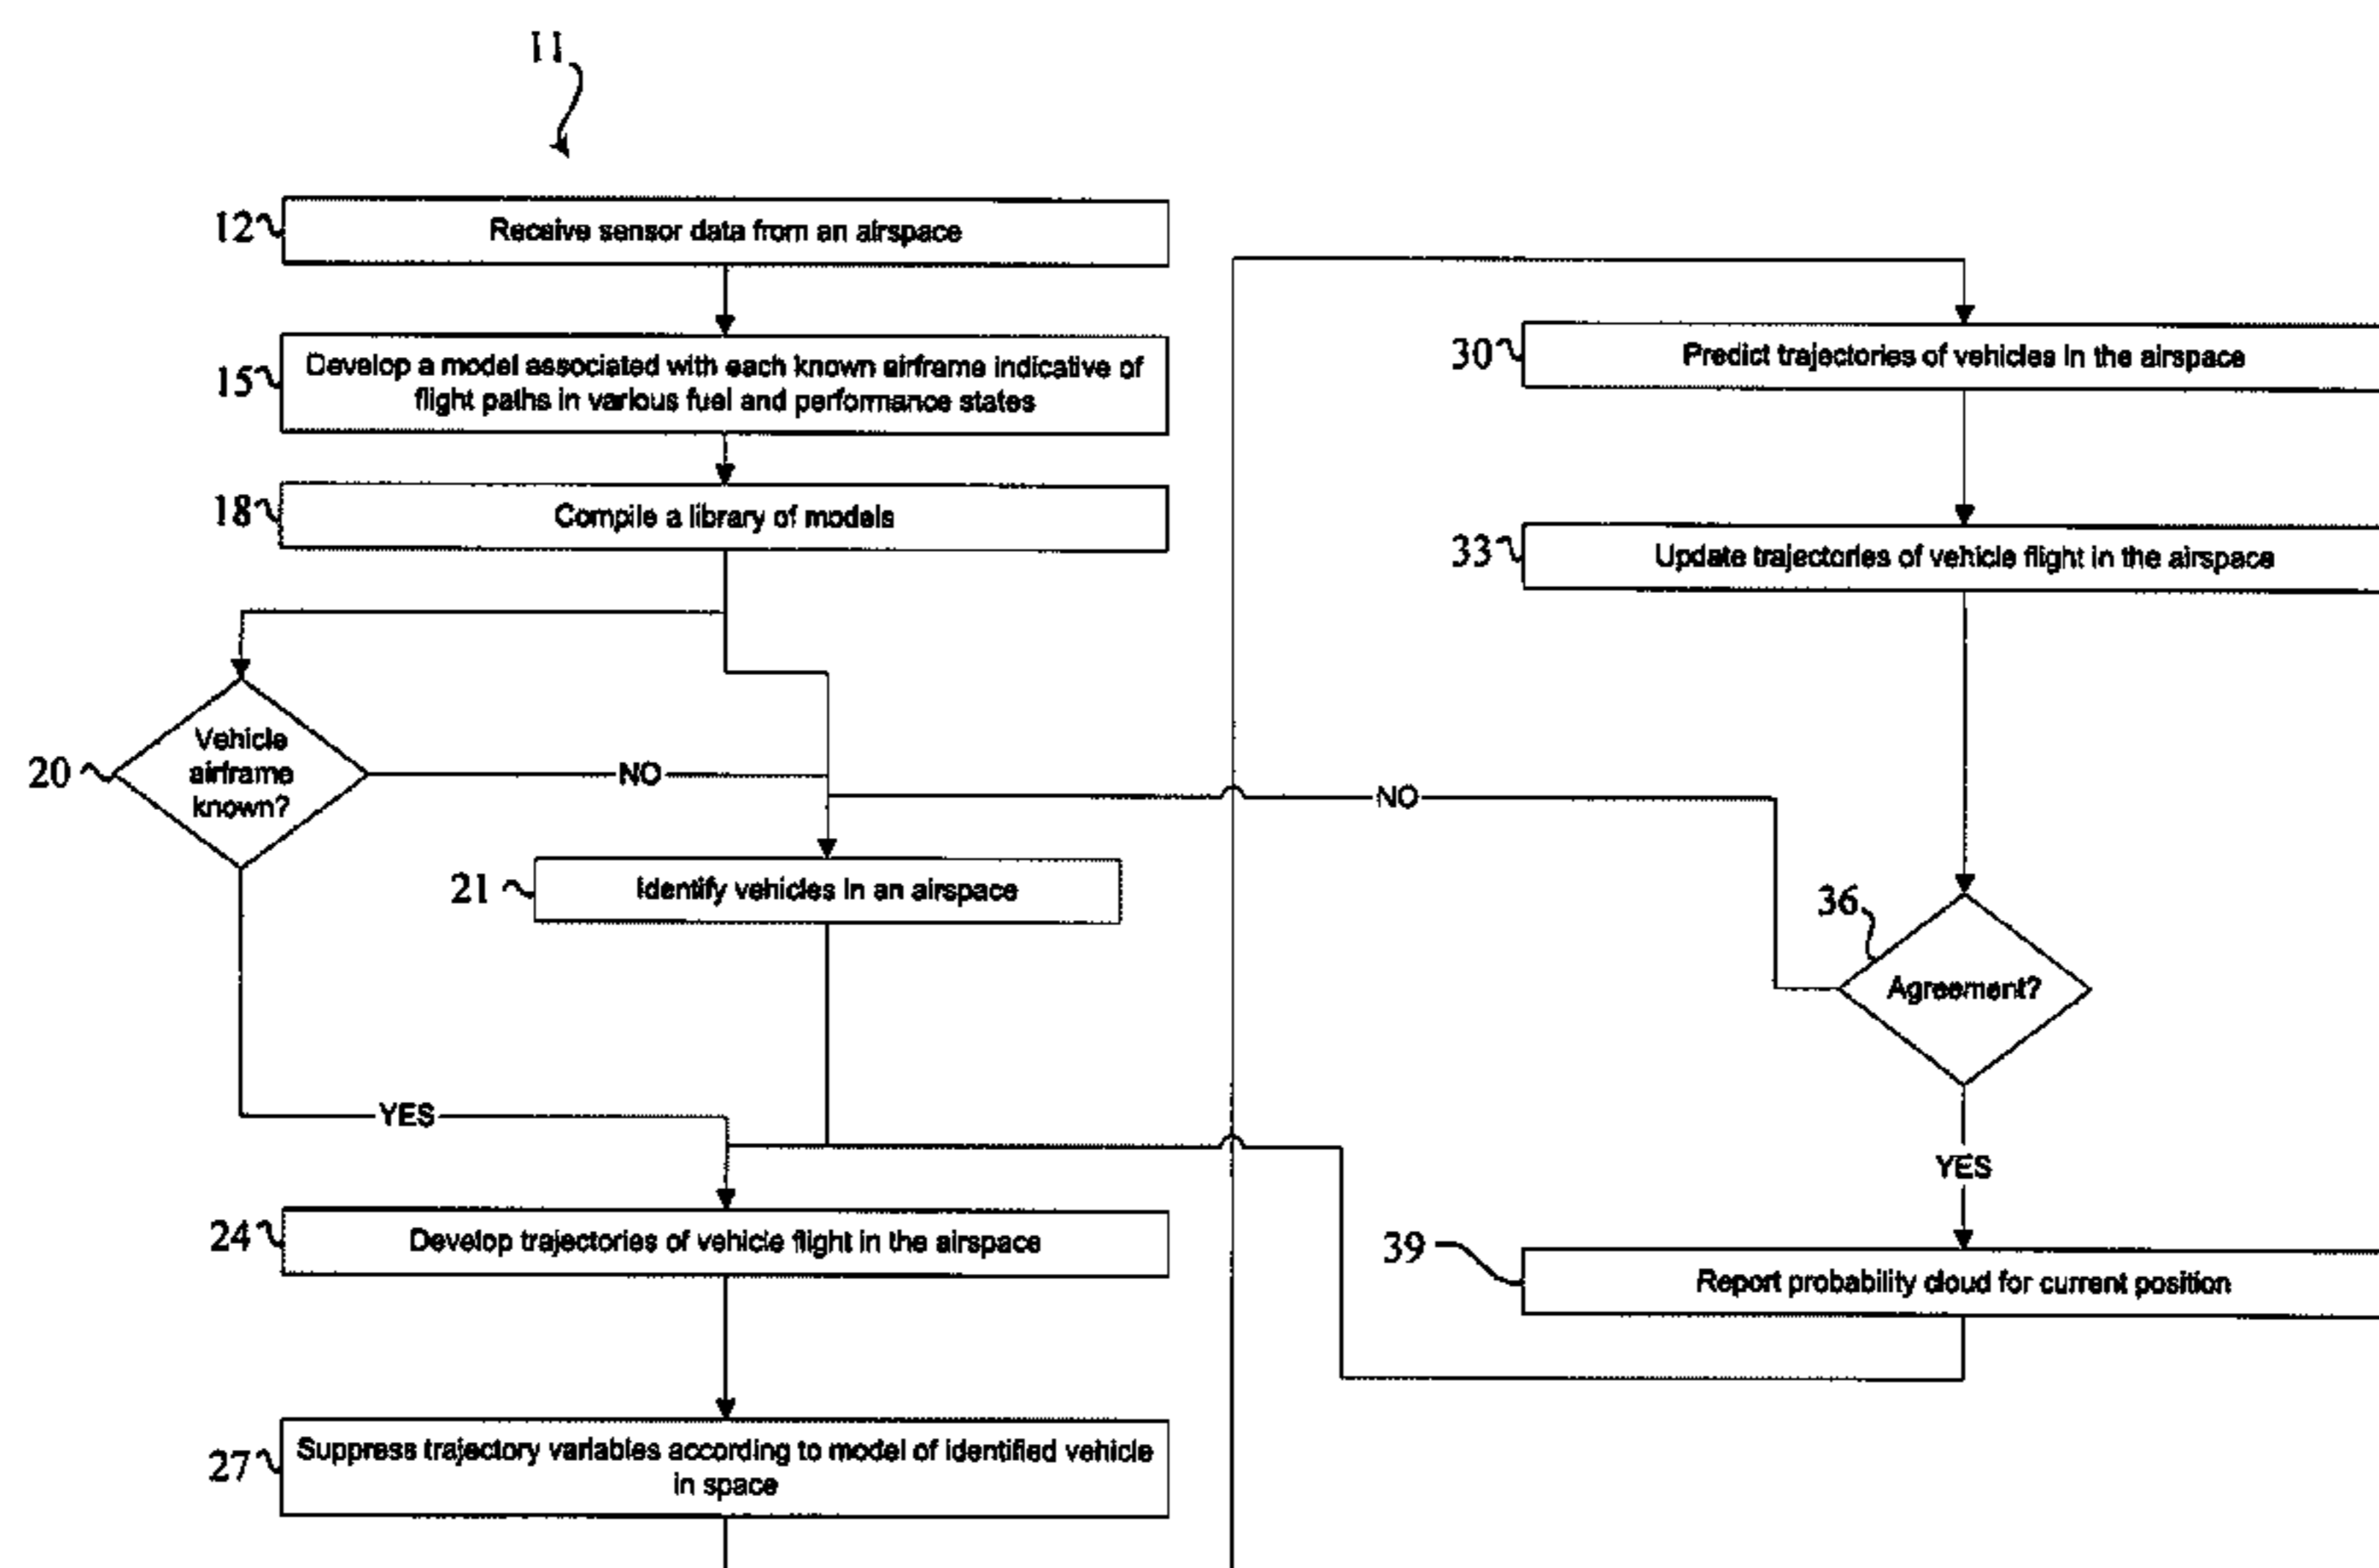 11
12
Receive sensor data from an airspace
15
Develop a model associated with each known airframe indicative of
flight paths in various fuel and performance states
18
Compile a library of models
20
Vehicle
airframe
known?
NO
21
Identify vehicles in an airspace
YES
24
Develop trajectories of vehicle flight in the airspace
27
Suppress trajectory variables according to model of identified vehicle
in space
30
Predict trajectories of vehicles in the airspace
33
Update trajectories of vehicle flight in the airspace
NO
36
Agreement?
YES
39
Report probability cloud for current position